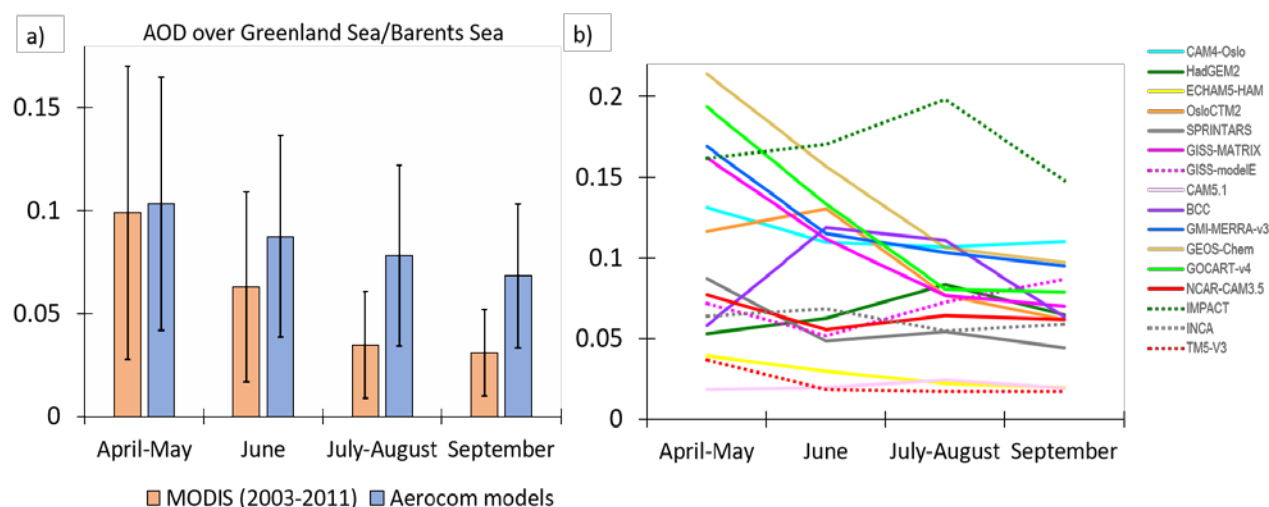 a)
AOD over Greenland Sea/Barents Sea
0.15
0.1
0.05
0
April-May
June
July-August
September
MODIS (2003-2011)
Aerocom models
b)
0.2
0.15
0.1
0.05
0
April-May
June
July-August
September
CAM4-Oslo
HadGEM2
ECHAM5-HAM
OsloCTM2
SPRINTARS
GISS-MATRIX
GISS-modelE
CAM5.1
BCC
GMI-MERRA-v3
GEOS-Chem
GOCART-v4
NCAR-CAM3.5
IMPACT
INCA
TM5-V3